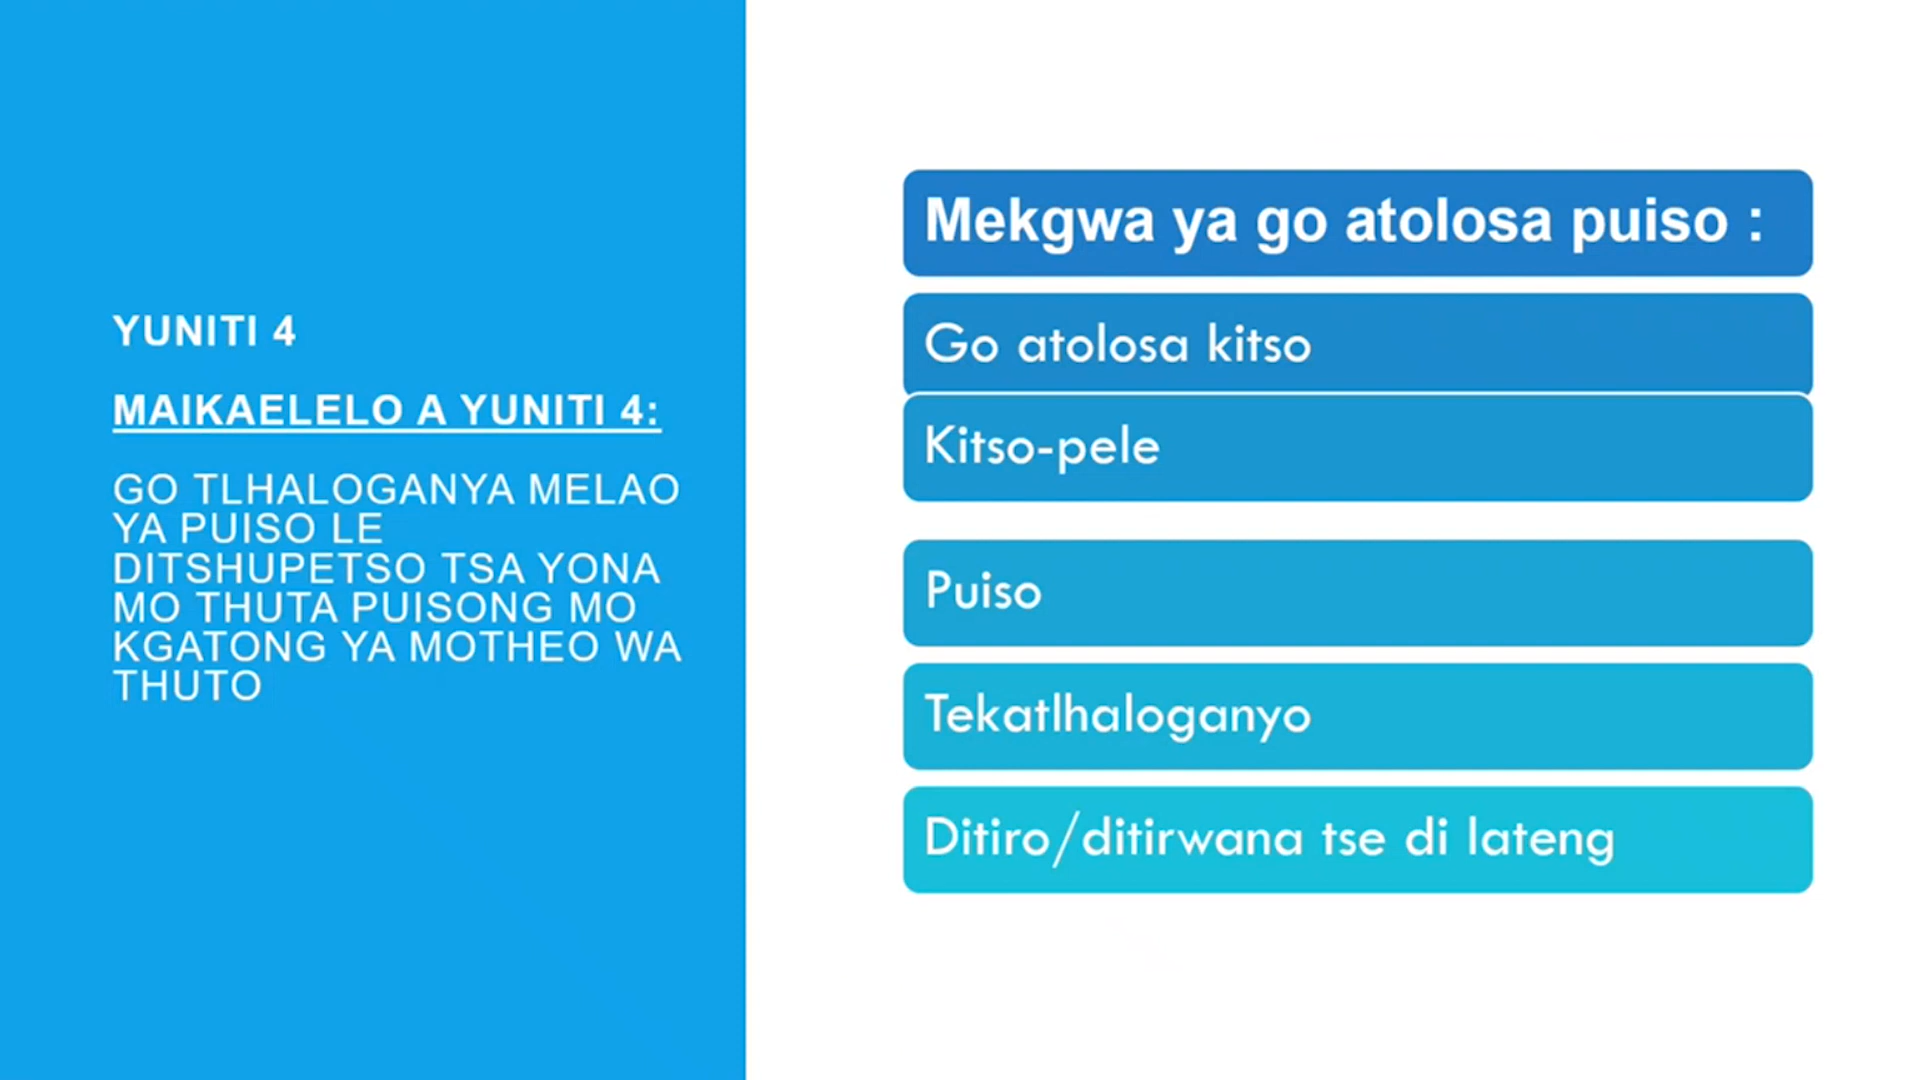 YUNITI 4
MAIKAELELO A YUNITI 4:
GO TLHALOGANYA MELAO
YA PUISO LE
DITSHUPETSO TSA YONA
MO THUTA PUISONG MO
KGATONG YA MOTHEO WA
THUTO
Mekgwa ya go atolosa puiso :
Go atolosa kitso
Kitso-pele
Puiso
Tekatlhaloganyo
Ditiro/ditirwana tse di lateng